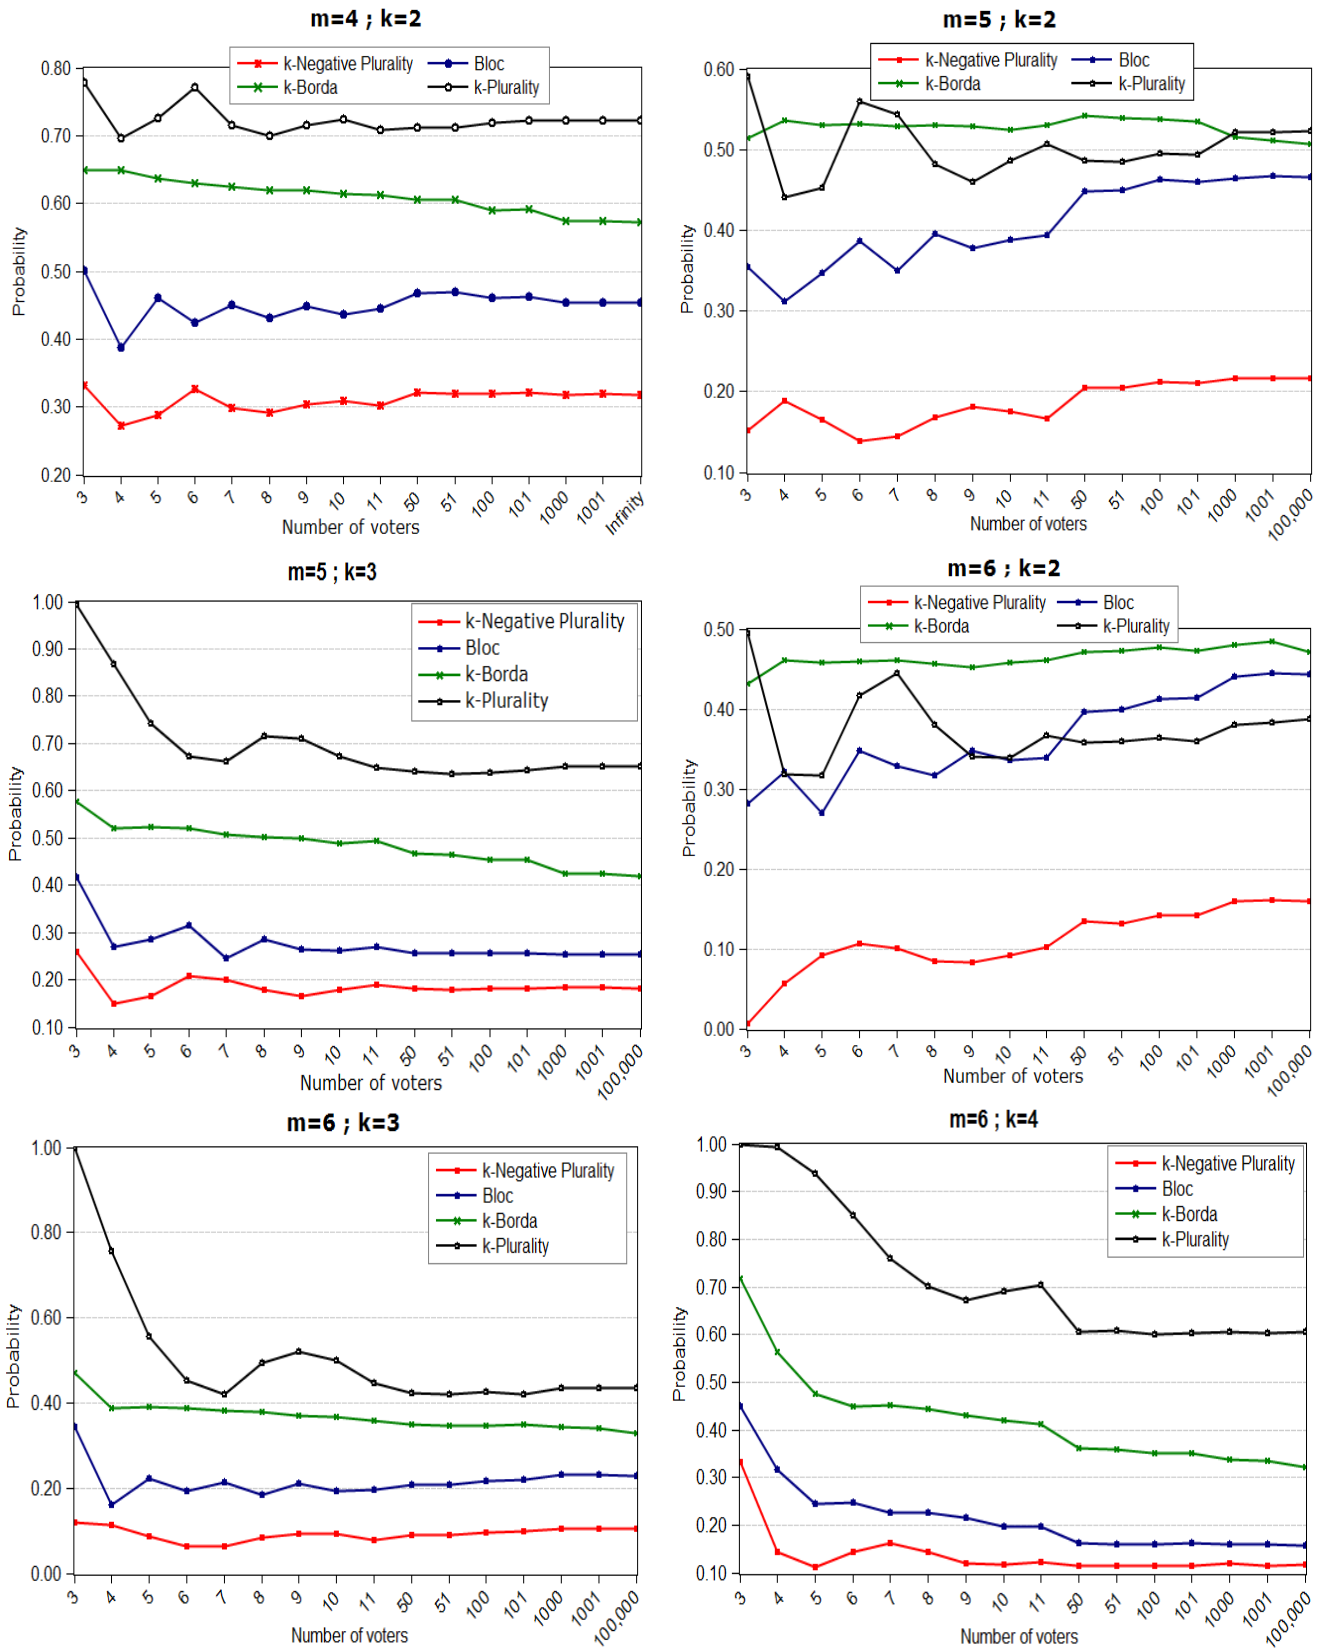 m=4 ; k=2
k-Negative Plurality Bloc
k-Borda k-Plurality
0.80
0.70
0.60
0.50
0.40
0.30
0.20
Probability
3 4 5 6 7 8 9 10 11 50 51 100 101 1000 1001 Infinity
Number of voters
m=5 ; k=2
k-Negative Plurality Bloc
k-Borda k-Plurality
0.60
0.50
0.40
0.30
0.20
0.10
Probability
3 4 5 6 7 8 9 10 11 50 51 100 101 1000 1001 100,000
Number of voters
m=5 ; k=3
k-Negative Plurality
Bloc
k-Borda
k-Plurality
1.00
0.90
0.80
0.70
0.60
0.50
0.40
0.30
0.20
0.10
Probability
3 4 5 6 7 8 9 10 11 50 51 100 101 1000 1001 100,000
Number of voters
m=6 ; k=2
k-Negative Plurality Bloc
k-Borda k-Plurality
0.50
0.40
0.30
0.20
0.10
0.00
Probability
3 4 5 6 7 8 9 10 11 50 51 100 101 1000 1001 100,000
Number of voters
m=6 ; k=3
k-Negative Plurality
Bloc
k-Borda
k-Plurality
1.00
0.80
0.60
0.40
0.20
0.00
Probability
3 4 5 6 7 8 9 10 11 50 51 100 101 1000 1001 100,000
Number of voters
m=6 ; k=4
k-Negative Plurality
Bloc
k-Borda
k-Plurality
1.00
0.90
0.80
0.70
0.60
0.50
0.40
0.30
0.20
0.10
Probability
3 4 5 6 7 8 9 10 11 50 51 100 101 1000 1001 100,000
Number of voters